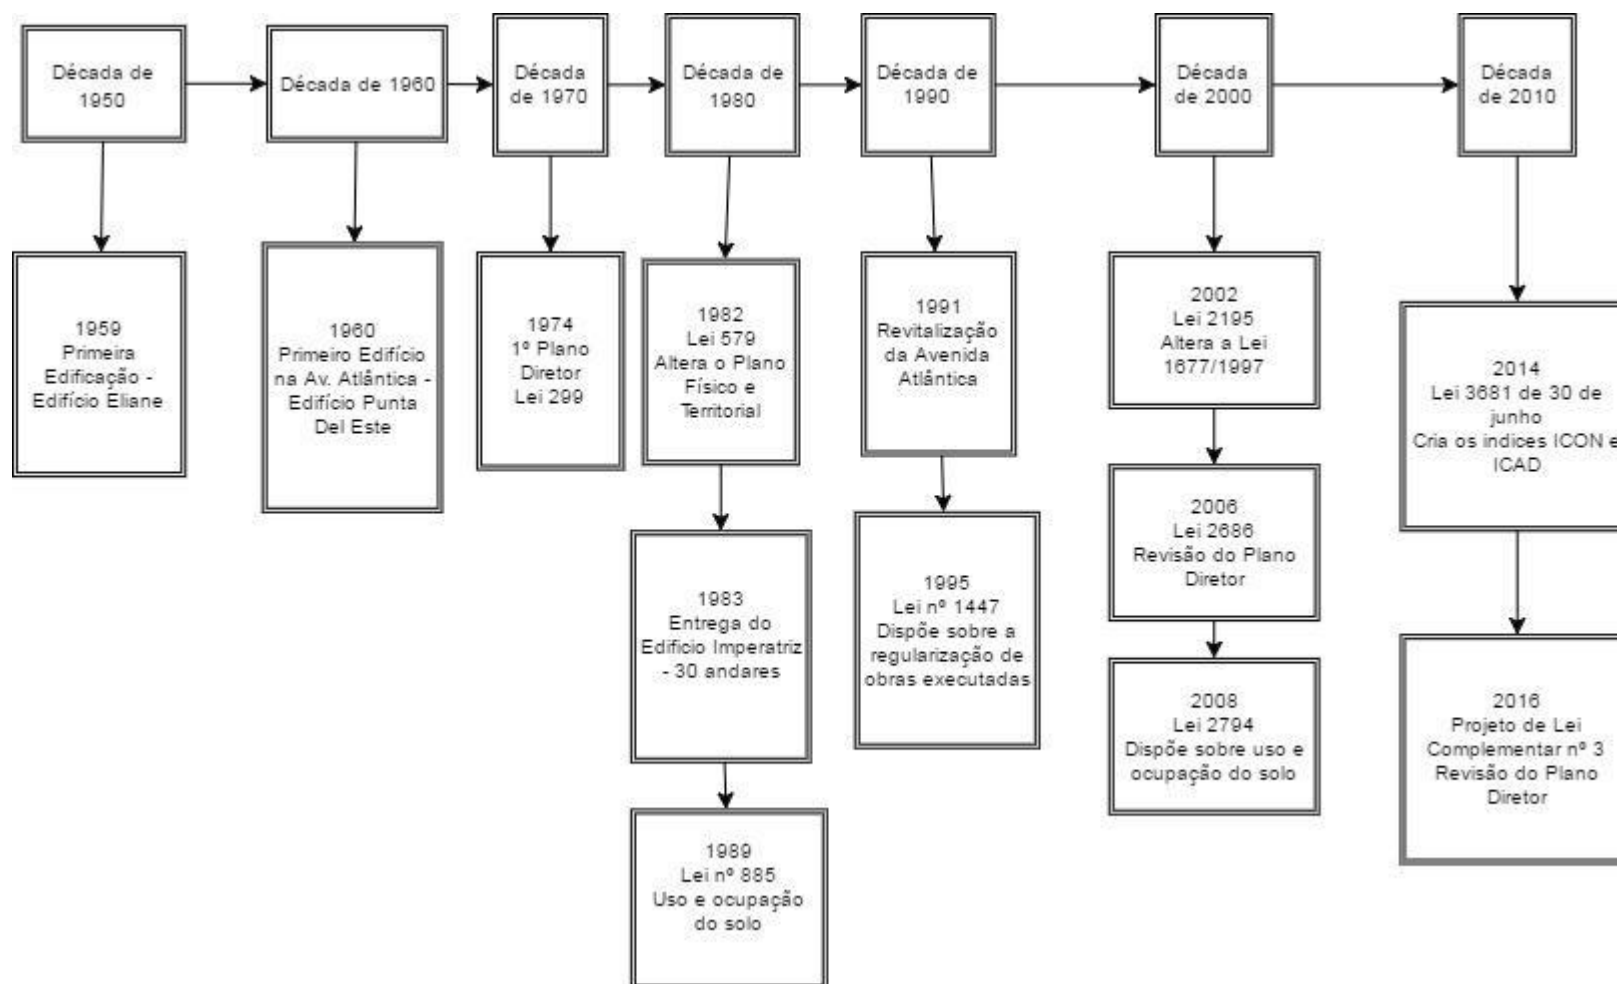 Década de
1950
Década de 1960
Década
de 1970
Década de
1980
Década de
1990
Década
de 2000
Década
de 2010
1959
Primeira
Edificação -
Edifício Eliane
1960
Primeiro Edifício
na Av. Atlântica -
Edifício Punta
Del Este
1974
1º Plano
Diretor
Lei 299
1982
Lei 579
Altera o Plano
Físico e
Territorial
1983
Entrega do
Edificio Imperatriz
- 30 andares
1989
Lei nº 885
Uso e ocupação
do solo
1991
Revitalização
da Avenida
Atlântica
1995
Lei nº 1447
Dispõe sobre a
regularização de
obras executadas
2002
Lei 2195
Altera a Lei
1677/1997
2006
Lei 2686
Revisão do Plano
Diretor
2008
Lei 2794
Dispõe sobre uso e
ocupação do solo
2014
Lei 3681 de 30 de
junho
Cria os indices ICON e
ICAD
2016
Projeto de Lei
Complementar nº 3
Revisão do Plano
Diretor